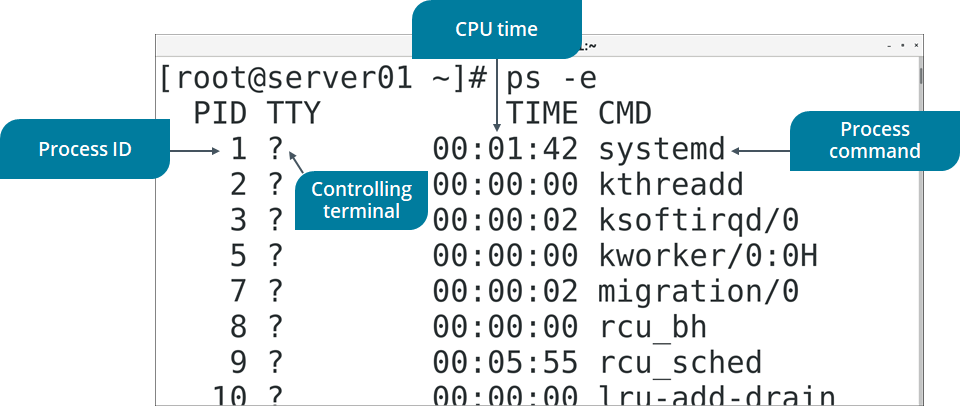 CPU time
:~
[root@server01 ~]# ps -e
PID TTY TIME CMD
1 ? 00:01:42 systemd
2 ? 00:00:00 kthreadd
3 ? 00:00:02 ksoftirqd/0
5 ? 00:00:00 kworker/0:0H
7 ? 00:00:02 migration/0
8 ? 00:00:00 rcu_bh
9 ? 00:05:55 rcu_sched
10 ? 00:00:00 lru-add-drain
Process ID
Controlling
terminal
Process
command